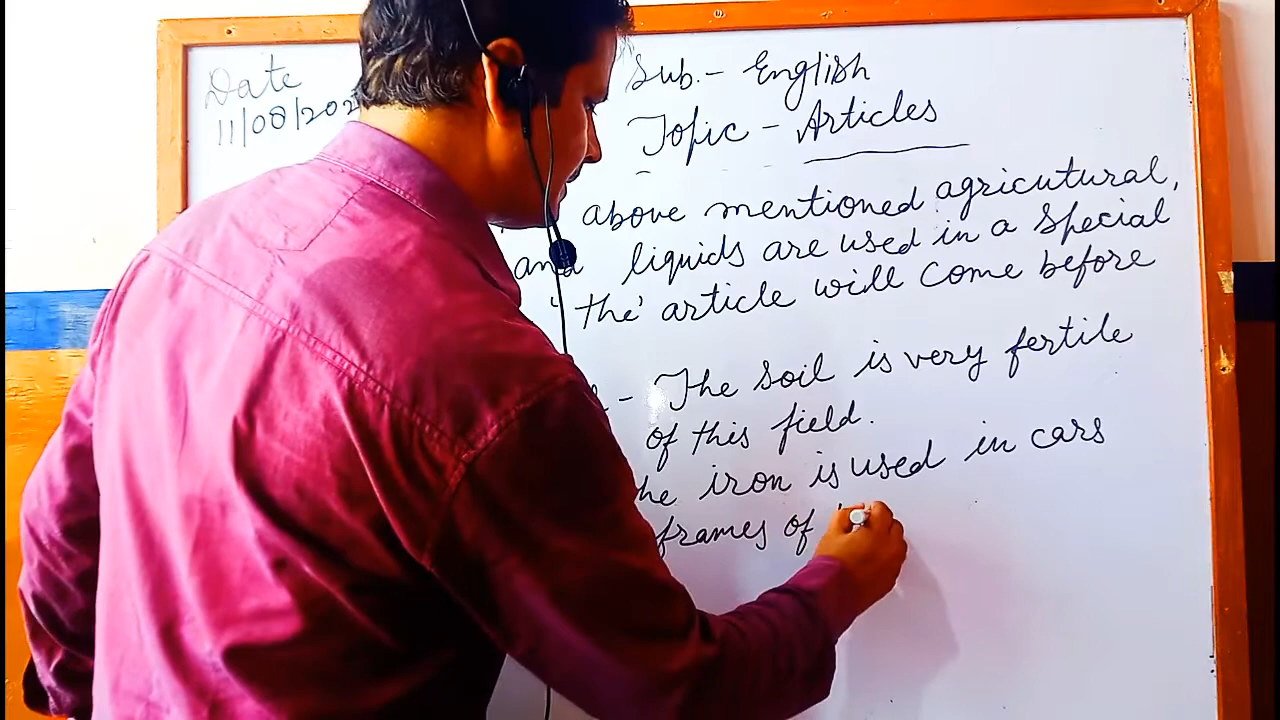 Date
11/08/202
Sub. - English
Topic - Articles
above mentioned agricutural,
and liquids are used in a special
'the' article will come before
- The soil is very fertile
of this field.
he iron is used in cars
frames of